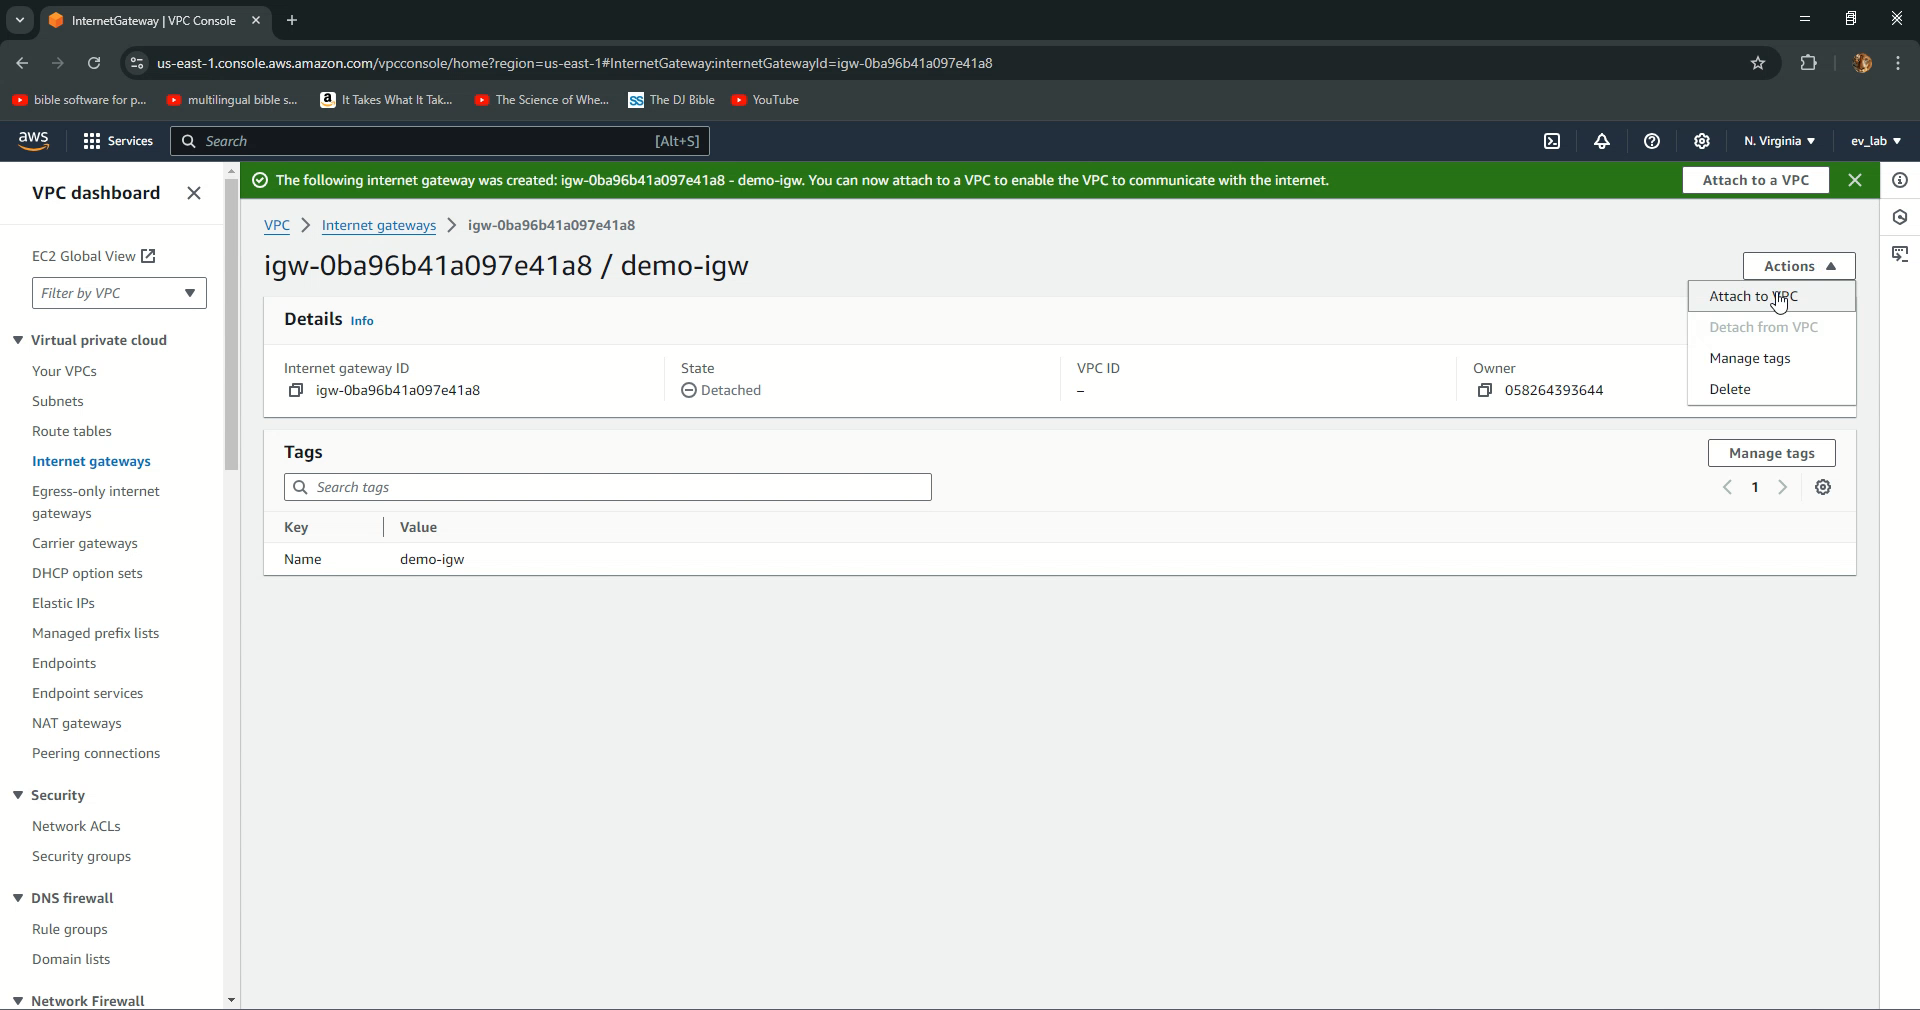 InternetGateway | VPC Console
us-east-1.console.aws.amazon.com/vpcconsole/home?region=us-east-1#InternetGateway:internetGatewayId=igw-0ba96b41a097e41a8
bible software for p...
multilingual bible s...
It Takes What It Tak...
The Science of Whe...
The DJ Bible
YouTube
aws
Services
Search
[Alt+S]
N. Virginia
ev_lab
The following internet gateway was created: igw-0ba96b41a097e41a8 - demo-igw. You can now attach to a VPC to enable the VPC to communicate with the internet.
Attach to a VPC
VPC dashboard
EC2 Global View
Filter by VPC
Virtual private cloud
Your VPCs
Subnets
Route tables
Internet gateways
Egress-only internet
gateways
Carrier gateways
DHCP option sets
Elastic IPs
Managed prefix lists
Endpoints
Endpoint services
NAT gateways
Peering connections
Security
Network ACLs
Security groups
DNS firewall
Rule groups
Domain lists
Network Firewall
VPC
Internet gateways
igw-0ba96b41a097e41a8
igw-0ba96b41a097e41a8 / demo-igw
Actions
Attach to VPC
Detach from VPC
Manage tags
Delete
Details Info
Internet gateway ID
igw-0ba96b41a097e41a8
State
Detached
VPC ID
–
Owner
058264393644
Tags
Manage tags
Search tags
1
Key
Value
Name
demo-igw